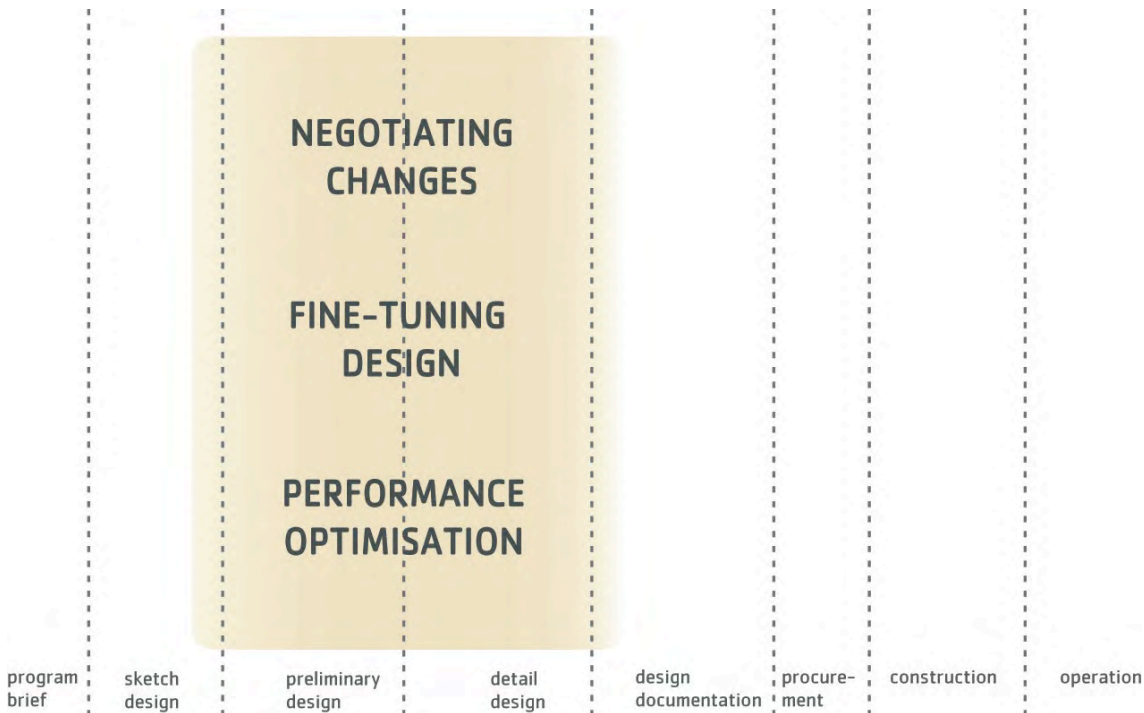 NEGOTIATING
CHANGES
FINE-TUNING
DESIGN
PERFORMANCE
OPTIMISATION
program
brief
sketch
design
preliminary
design
detail
design
design
documentation
procure-
ment
construction
operation